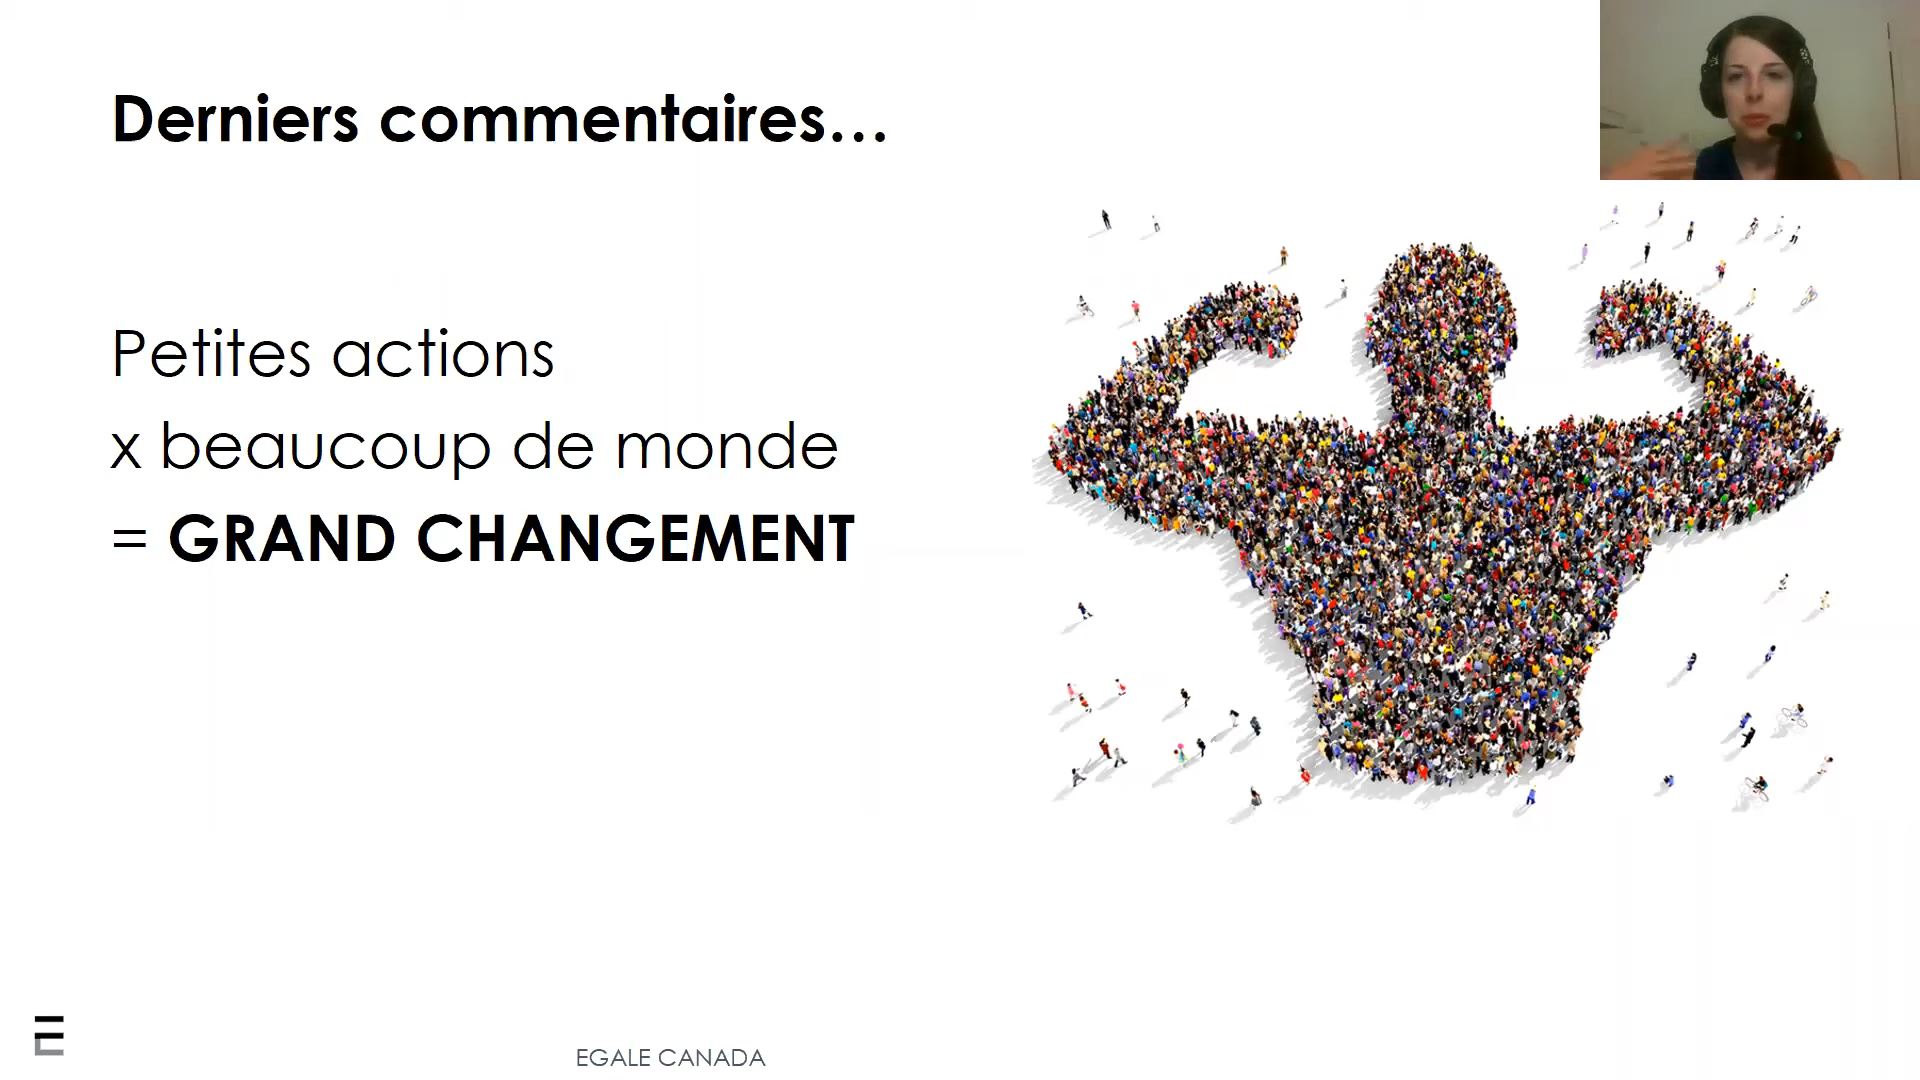 Derniers commentaires…
Petites actions
x beaucoup de monde
= GRAND CHANGEMENT
EGALE CANADA